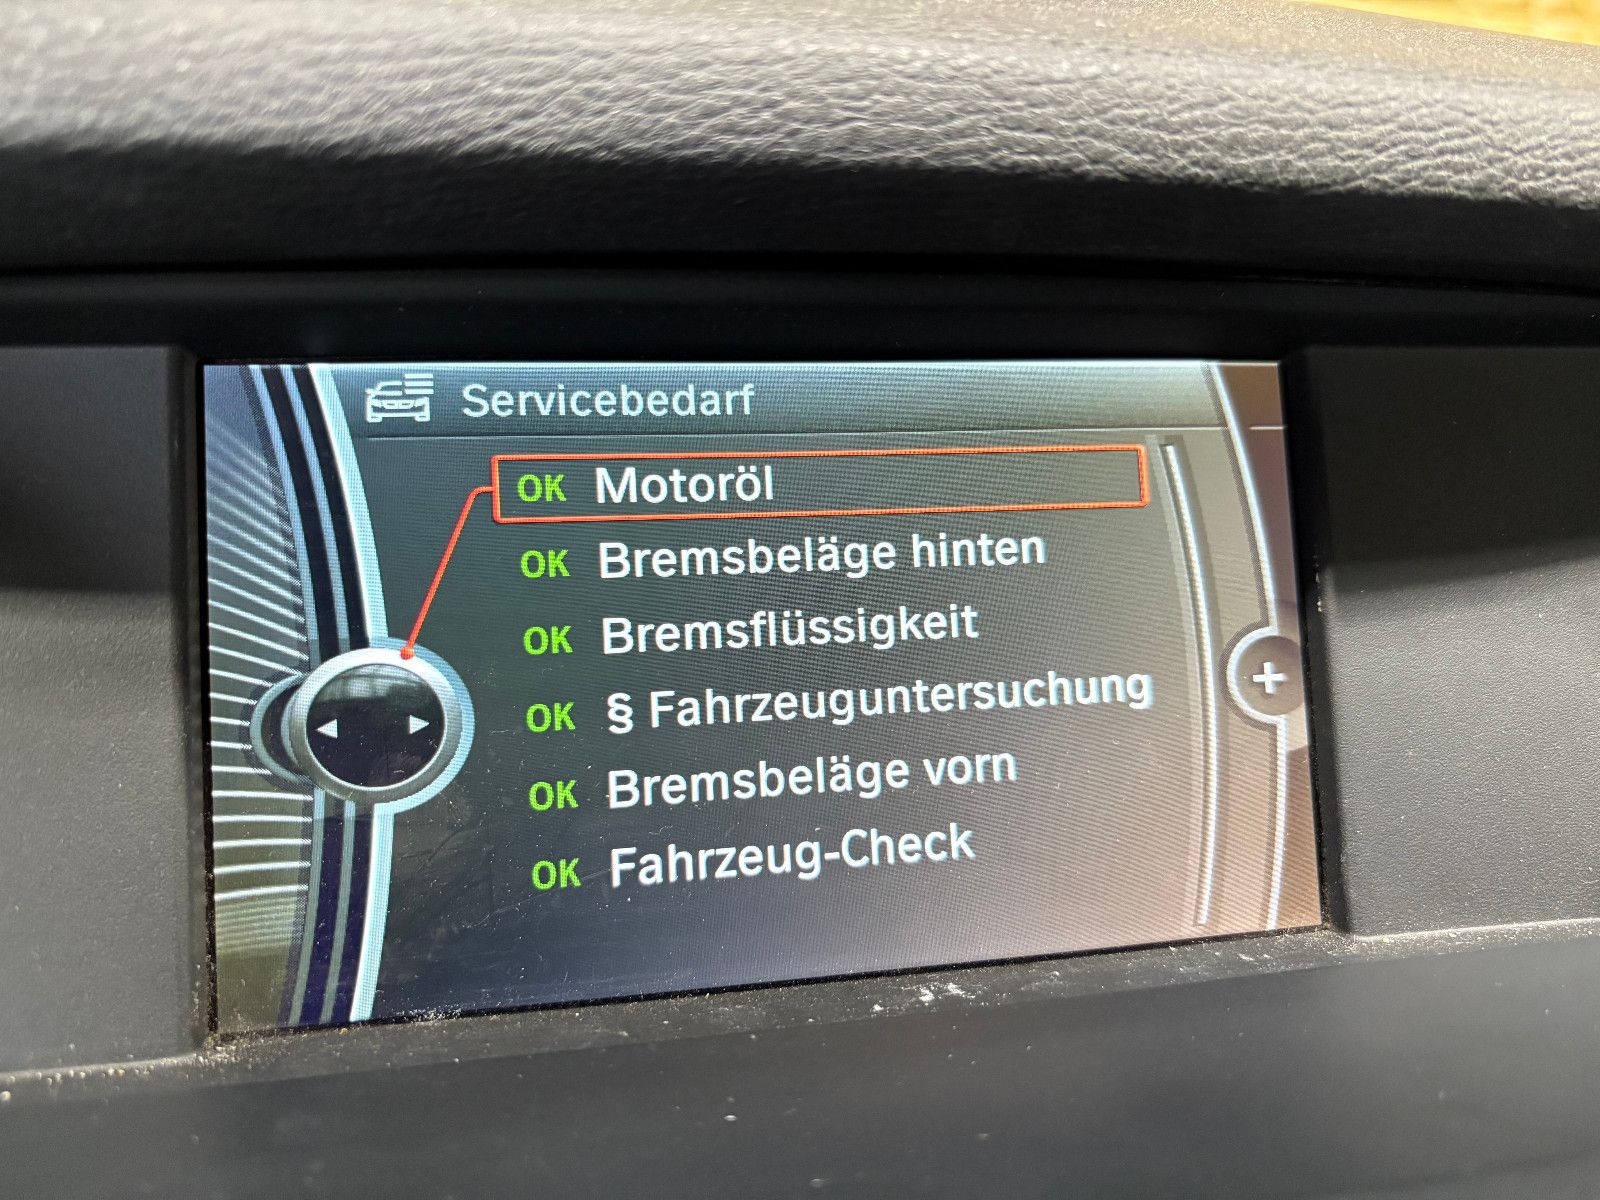 Servicebedarf
OK Motoröl
OK Bremsbeläge hinten
OK Bremsflüssigkeit
OK § Fahrzeuguntersuchung
OK Bremsbeläge vorn
OK Fahrzeug-Check